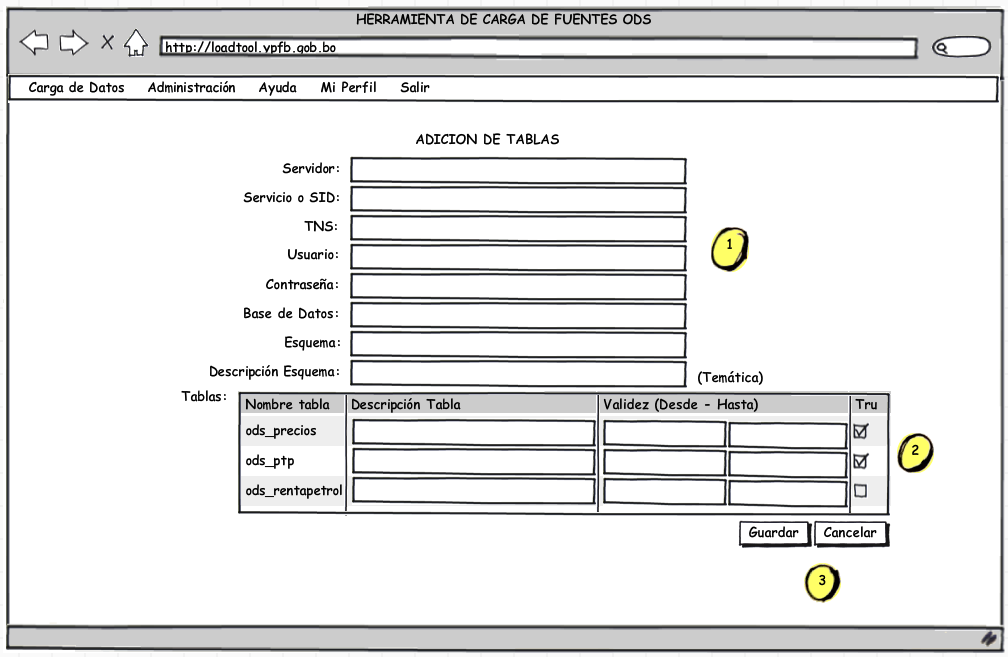 HERRAMIENTA DE CARGA DE FUENTES ODS
http://loadtool.ypfb.gob.bo
Carga de Datos Administración Ayuda Mi Perfil Salir
ADICION DE TABLAS
Servidor:
Servicio o SID:
TNS:
1
Usuario:
Contraseña:
Base de Datos:
Esquema:
Descripción Esquema: (Temática)
Tablas:
Nombre tabla Descripción Tabla Validez (Desde - Hasta) Tru
ods_precios
2
ods_ptp
ods_rentapetrol
Guardar Cancelar
3